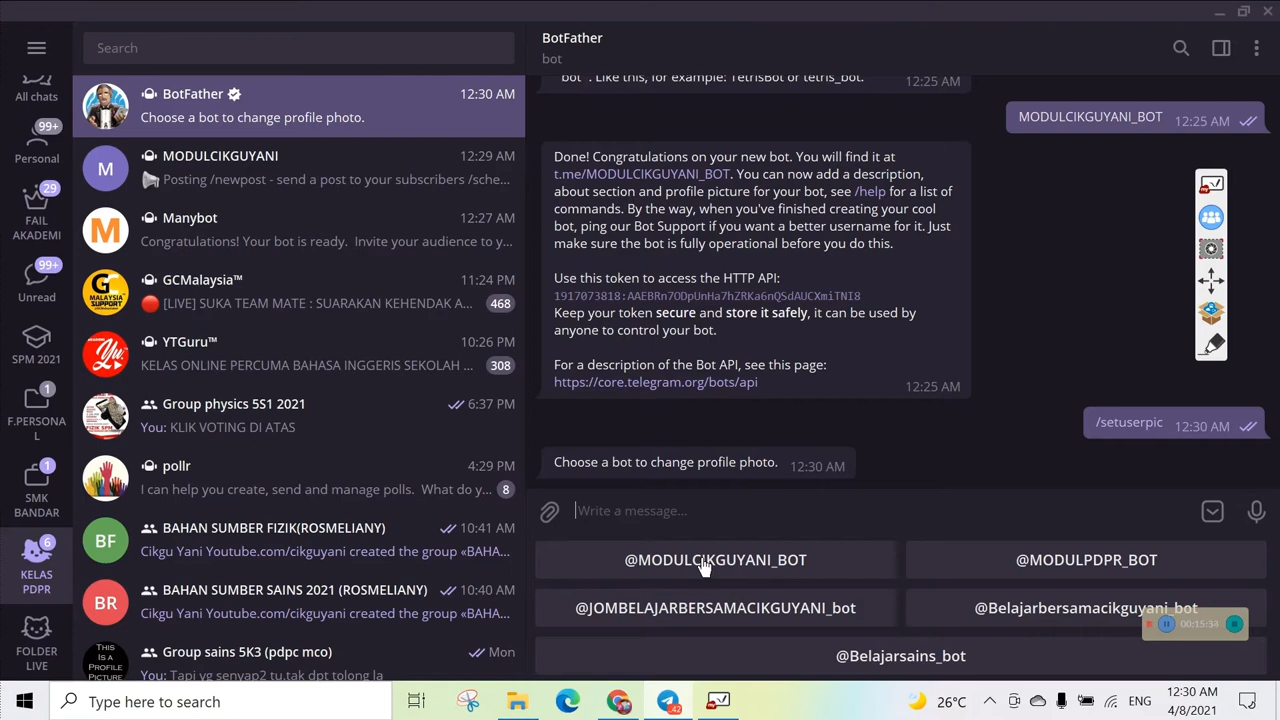 Search
All chats
99+
Personal
29
FAIL
AKADEMI
99+
Unread
SPM 2021
1
F.PERSONA
L
1
SMK
BANDAR
6
KELAS
PDPR
FOLDER
LIVE
BotFather
12:30 AM
Choose a bot to change profile photo.
M
MODULCIKGUYANI
12:29 AM
Posting /newpost - send a post to your subscribers /sche...
Manybot
12:27 AM
Congratulations! Your bot is ready. Invite your audience to y...
GCMalaysia™
11:24 PM
[LIVE] SUKA TEAM MATE : SUARAKAN KEHENDAK A...
468
YTGuru™
10:26 PM
KELAS ONLINE PERCUMA BAHASA INGGERIS SEKOLAH ...
308
Group physics 5S1 2021
6:37 PM
You: KLIK VOTING DI ATAS
pollr
4:29 PM
I can help you create, send and manage polls. What do y...
8
BF
BAHAN SUMBER FIZIK(ROSMELIANY)
10:41 AM
Cikgu Yani Youtube.com/cikguyani created the group «BAHA...
BR
BAHAN SUMBER SAINS 2021 (ROSMELIANY)
10:40 AM
Cikgu Yani Youtube.com/cikguyani created the group «BAHA...
THIS
IS A
PROFILE
PICTURE
Group sains 5K3 (pdpc mco)
Mon
You: Tapi yg senyap2 tu.tak dpt tolong la
BotFather
bot
`bot`. Like this, for example: TetrisBot or tetris_bot.
12:25 AM
MODULCIKGUYANI_BOT
12:25 AM
Done! Congratulations on your new bot. You will find it at
t.me/MODULCIKGUYANI_BOT. You can now add a description,
about section and profile picture for your bot, see /help for a list of
commands. By the way, when you've finished creating your cool
bot, ping our Bot Support if you want a better username for it. Just
make sure the bot is fully operational before you do this.
Use this token to access the HTTP API:
1917073818:AAEBRn7ODpUnHa7hZRKa6nQSdAUCXmiTNI8
Keep your token secure and store it safely, it can be used by
anyone to control your bot.
For a description of the Bot API, see this page:
https://core.telegram.org/bots/api
12:25 AM
/setuserpic
12:30 AM
Choose a bot to change profile photo.
12:30 AM
Write a message...
@MODULCIKGUYANI_BOT
@MODULPDPR_BOT
@JOMBELAJARBERSAMACIKGUYANI_bot
@Belajarbersamacikguyani_bot
@Belajarsains_bot
00:15:34
Type here to search
26°C
ENG
12:30 AM
4/8/2021